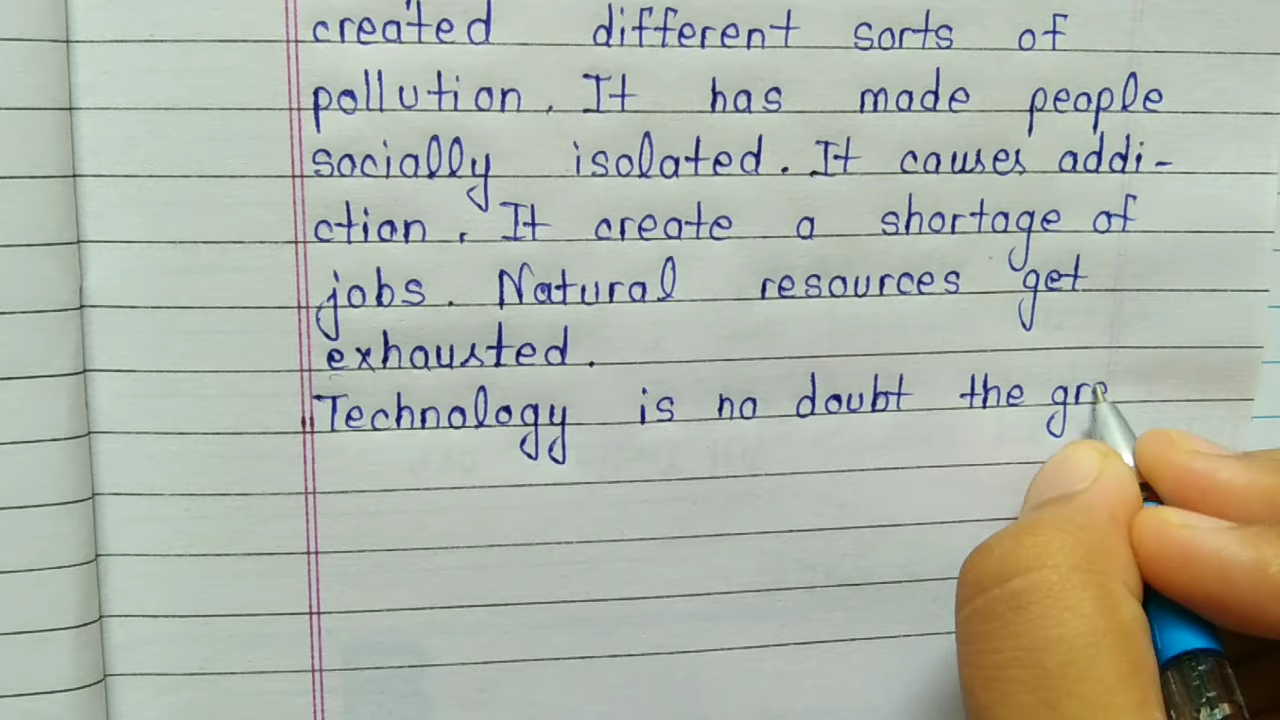 created different sorts of
pollution. It has made people
socially isolated. It causes addi-
ction. It create a shortage of
jobs. Natural resources get
exhausted.
Technology is no doubt the gre